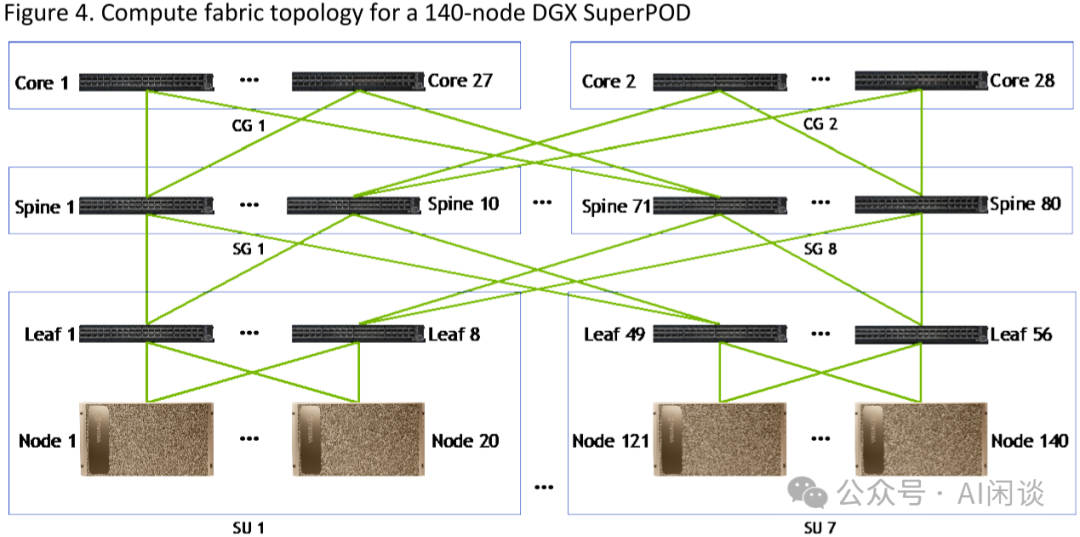 Figure 4. Compute fabric topology for a 140-node DGX SuperPOD
Core 1 ... Core 27 Core 2 ... Core 28
CG 1 CG 2
Spine 1 ... Spine 10 ... Spine 71 ... Spine 80
SG 1 SG 8
Leaf 1 ... Leaf 8 Leaf 49 ... Leaf 56
Node 1 ... Node 20 Node 121 ... Node 140
...
公众号 · AI闲谈
SU 1 SU 7